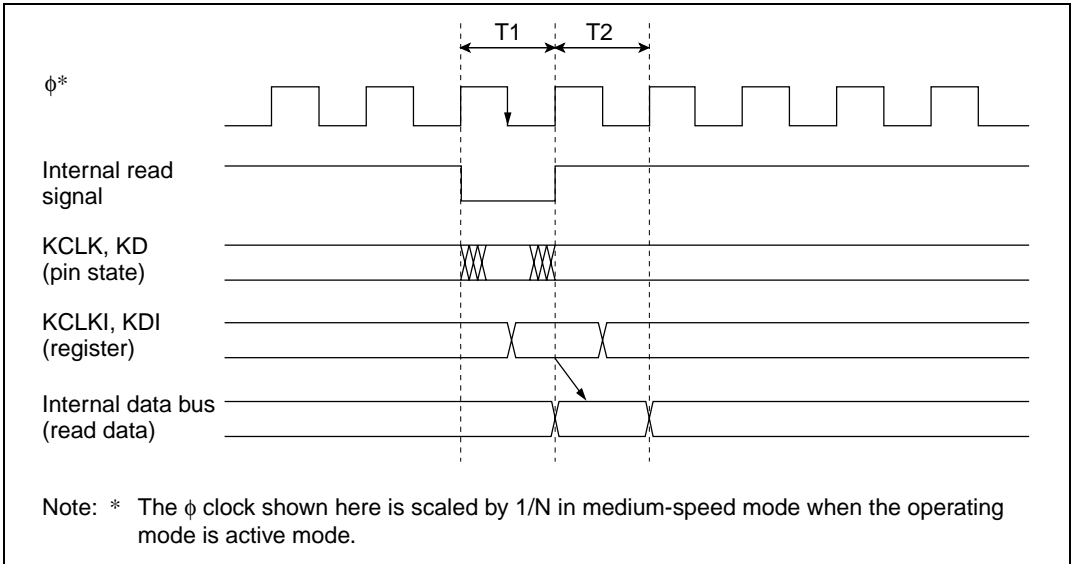 T1 T2
ϕ*
Internal read
signal
KCLK, KD
(pin state)
KCLKI, KDI
(register)
Internal data bus
(read data)
Note: * The ϕ clock shown here is scaled by 1/N in medium-speed mode when the operating
mode is active mode.